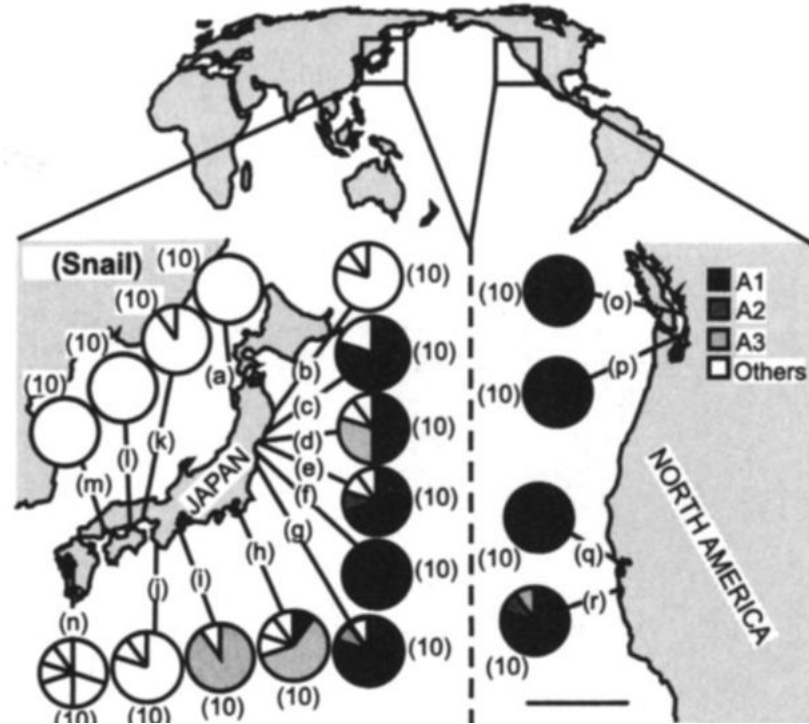 (Snail)
(10)
(10)
(10)
(10)
(10)
(a)
(k)
(l)
(m)
JAPAN
(b)
(c)
(d)
(e)
(f)
(g)
(h)
(i)
(j)
(n)
(10)
(10)
(10)
(10)
(10)
(10)
(10)
(10)
(10)
(10)
(o)
(p)
(q)
(r)
(10)
(10)
(10)
(10)
A1
A2
A3
Others
NORTH AMERICA